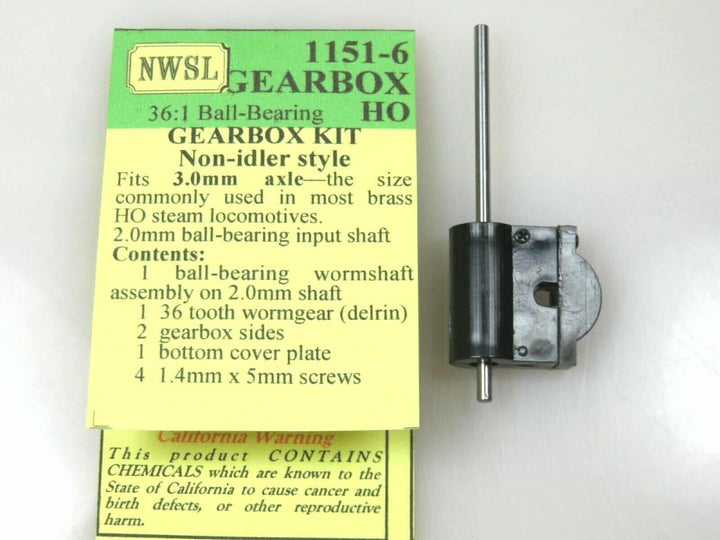 1151-6
NWSL GEARBOX
36:1 Ball-Bearing HO
GEARBOX KIT
Non-idler style
Fits 3.0mm axle—the size
commonly used in most brass
HO steam locomotives.
2.0mm ball-bearing input shaft
Contents:
1 ball-bearing wormshaft
assembly on 2.0mm shaft
1 36 tooth wormgear (delrin)
2 gearbox sides
1 bottom cover plate
4 1.4mm x 5mm screws
California Warning
This product CONTAINS
CHEMICALS which are known to the
State of California to cause cancer and
birth defects, or other reproductive
harm.